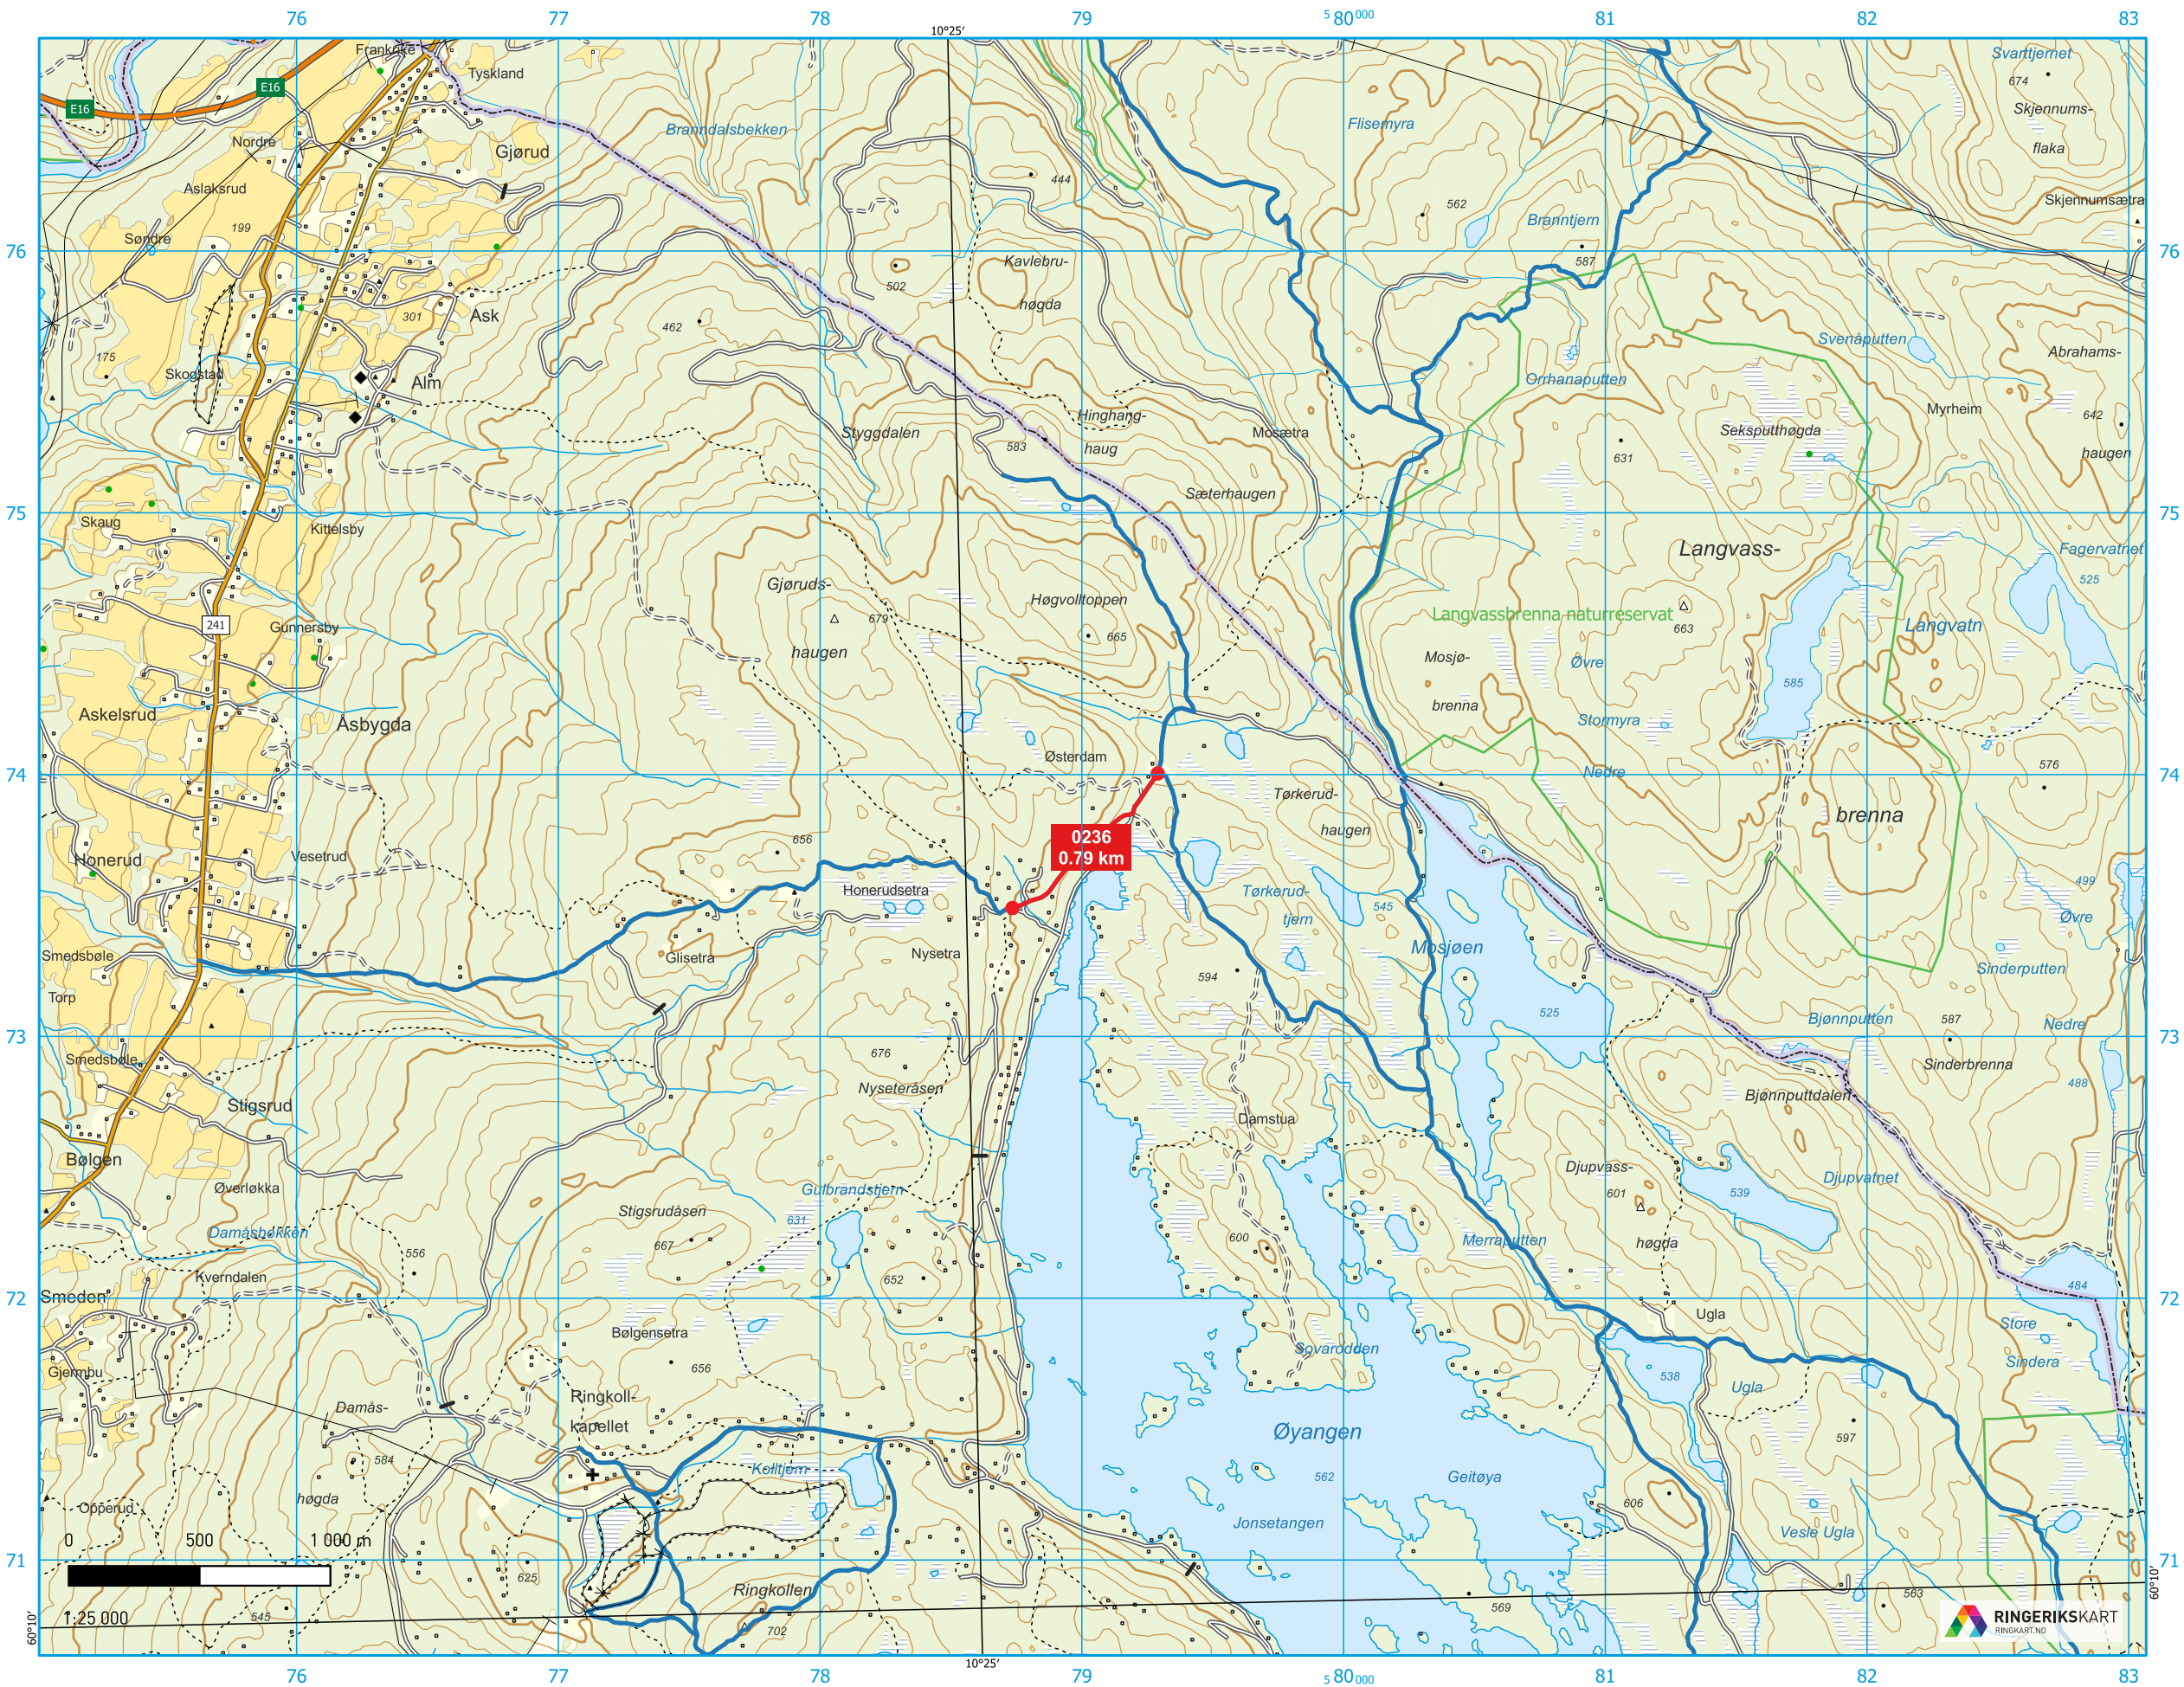 76
77
78
79
5 80 000
81
82
83
10°25'
Frankrike
Tyskland
E16
E16
Svarttjernet
674
Skjennums-
flaka
Nordre
Gjørud
Branndalsbekken
Flisemyra
Aslaksrud
444
562
Skjennumsætra
199
Branntjern
Søndre
76
76
587
Kavlebru-
høgda
502
Ask
301
462
Svenåputten
Abrahams-
haugen
175
Skogstad
Alm
Orrhanaputten
Myrheim
642
Hinghang-
haug
Styggdalen
583
Mosætra
Seksputthøgda
631
Sæterhaugen
75
75
Skaug
Kittelsby
Langvass-
brenna
Fagervatnet
525
Gjøruds-
haugen
679
Høgvolltoppen
665
Langvassbrenna naturreservat
663
Langvatn
241
Gunnersby
Mosjø-
brenna
Øvre
Stormyra
585
Askelsrud
Åsbygda
Østerdam
Nedre
74
74
576
Tørkerud-
haugen
0236
0.79 km
Honerud
Vesetrud
656
Honerudsetra
Tørkerud-
tjern
545
499
Øvre
Smedsbøle
Glisetra
Nysetra
Mosjøen
Sinderputten
Torp
594
525
Bjønnputten
587
Nedre
73
73
Smedsbøle
676
Nyseteråsen
Sinderbrenna
488
Stigsrud
Damstua
Bjønnputtdalen
Bølgen
Øverløkka
Gulbrandstjern
631
Djupvass-
601
høgda
539
Djupvatnet
Stigsrudåsen
667
Damåsbekken
556
600
Merraputten
Kverndalen
652
484
72
72
Smeden
Ugla
Store
Sindera
Bølgensetra
656
Sovarodden
Gjermbu
538
Ugla
Ringkoll-
kapellet
Damås-
høgda
584
Øyangen
597
Kolltjern
562
Geitøya
Opperud
606
Jonsetangen
Vesle Ugla
0 500 1 000 m
71
71
625
Ringkollen
702
569
563
1:25 000
545
60°10'
60°10'
RINGERIKSKART
RINGKART.NO
10°25'
76
77
78
79
5 80 000
81
82
83